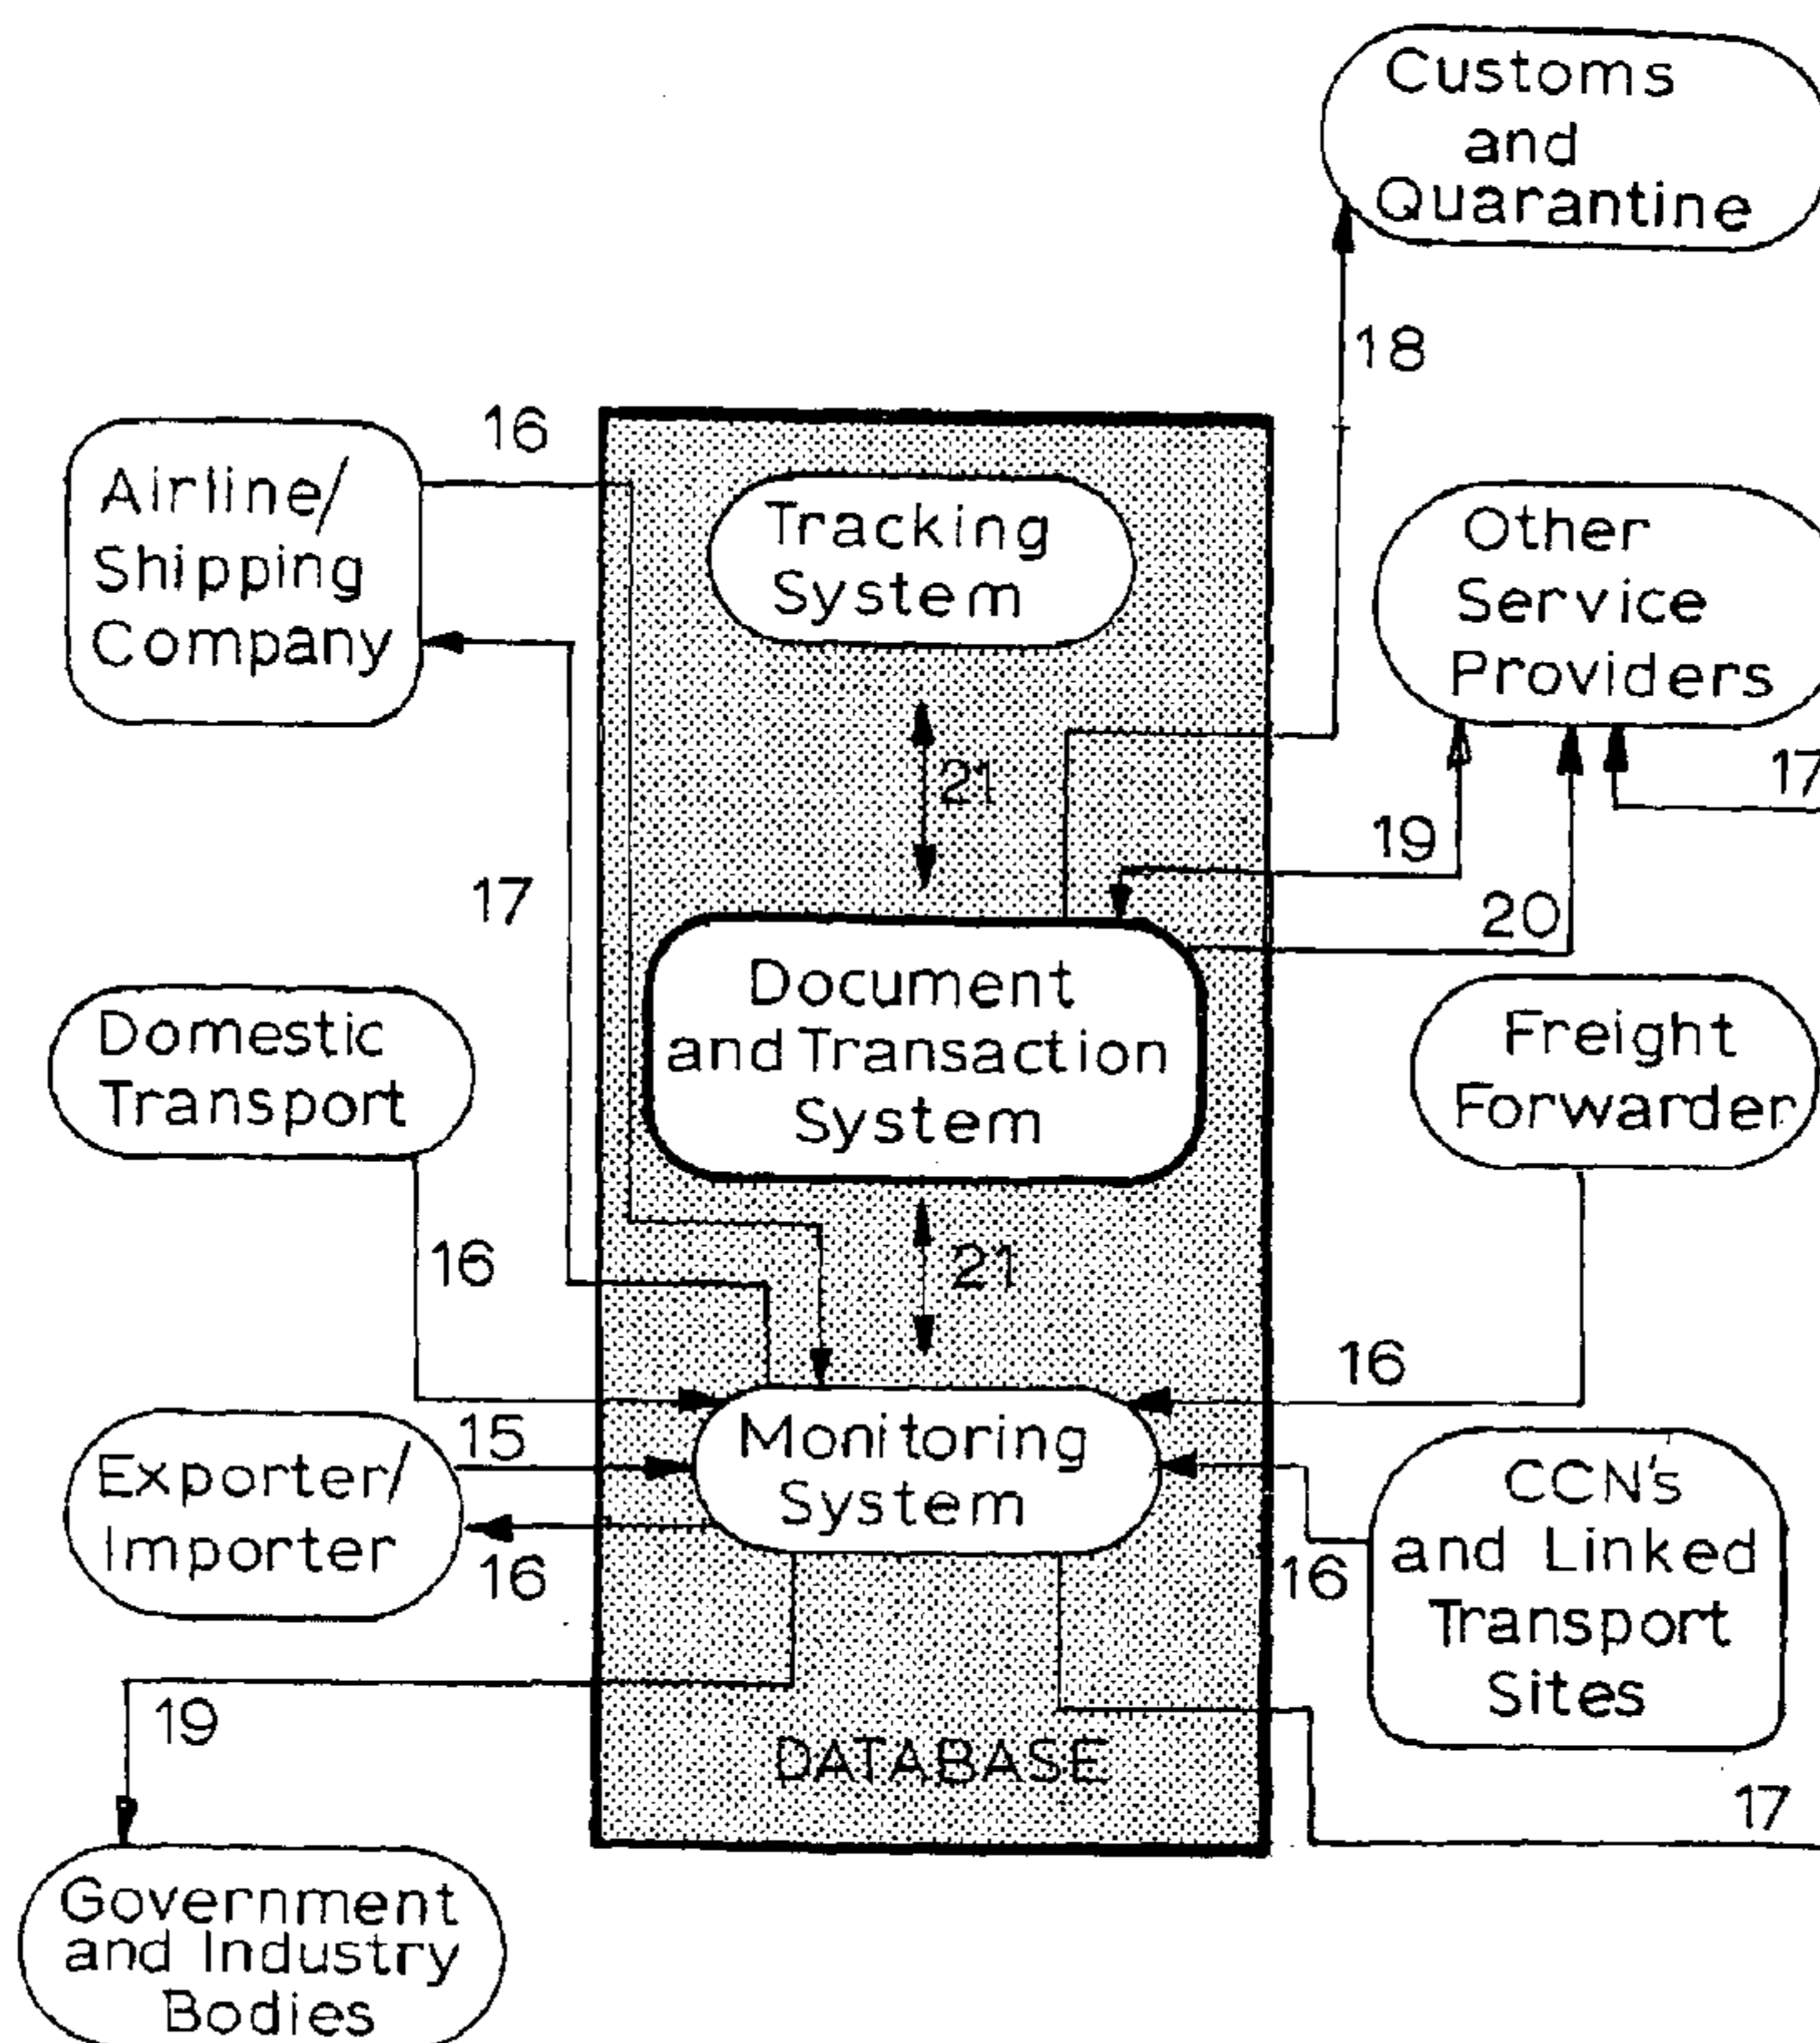 Customs
and
Quarantine
18
16
Airline/
Shipping
Company
Tracking
System
Other
Service
Providers
21
17
19
17
20
Document
and Transaction
System
Domestic
Transport
Freight
Forwarder
16
21
16
15
Monitoring
System
Exporter/
Importer
16
CCN's
and Linked
Transport
Sites
16
19
DATABASE
17
Government
and Industry
Bodies